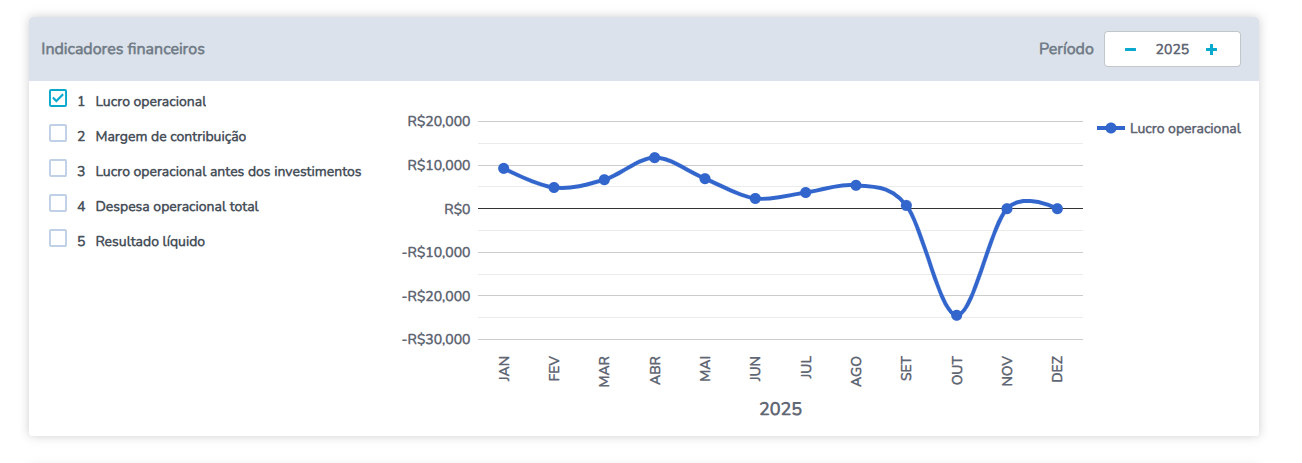 Indicadores financeiros
Período
2025
1 Lucro operacional
2 Margem de contribuição
3 Lucro operacional antes dos investimentos
4 Despesa operacional total
5 Resultado líquido
R$20,000
R$10,000
R$0
-R$10,000
-R$20,000
-R$30,000
JAN
FEV
MAR
ABR
MAI
JUN
JUL
AGO
SET
OUT
NOV
DEZ
2025
Lucro operacional